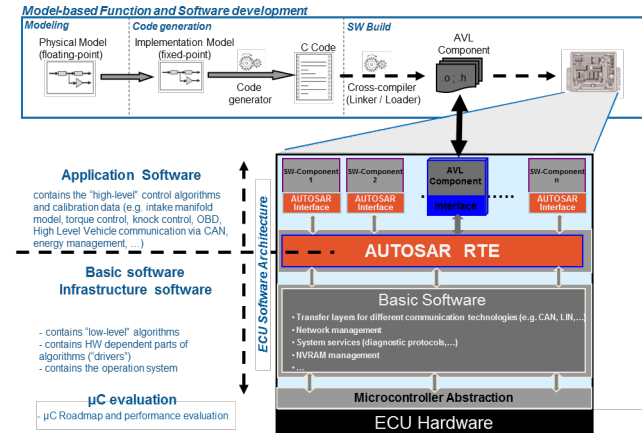 Model-based Function and Software development
Modeling
Code generation
SW Build
Physical Model
(floating-point)
Implementation Model
(fixed-point)
C Code
AVL
Component
Code
generator
Cross-compiler
(Linker / Loader)
.o ; .h
Application Software
contains the "high-level" control algorithms
and calibration data (e.g. intake manifold
model, torque control, knock control, OBD,
High Level Vehicle communication via CAN,
energy management, ...)
Basic software
Infrastructure software
- contains "low-level" algorithms
- contains HW dependent parts of
algorithms ("drivers")
- contains the operation system
µC evaluation
- µC Roadmap and performance evaluation
ECU Software Architecture
SW-Component
1
AUTOSAR
Interface
SW-Component
2
AUTOSAR
Interface
AVL
Component
Interface
SW-Component
n
AUTOSAR
Interface
AUTOSAR RTE
Basic Software
• Transfer layers for different communication technologies (e.g. CAN, LIN,...)
• Network management
• System services (diagnostic protocols,...)
• NVRAM management
• ...
Microcontroller Abstraction
ECU Hardware